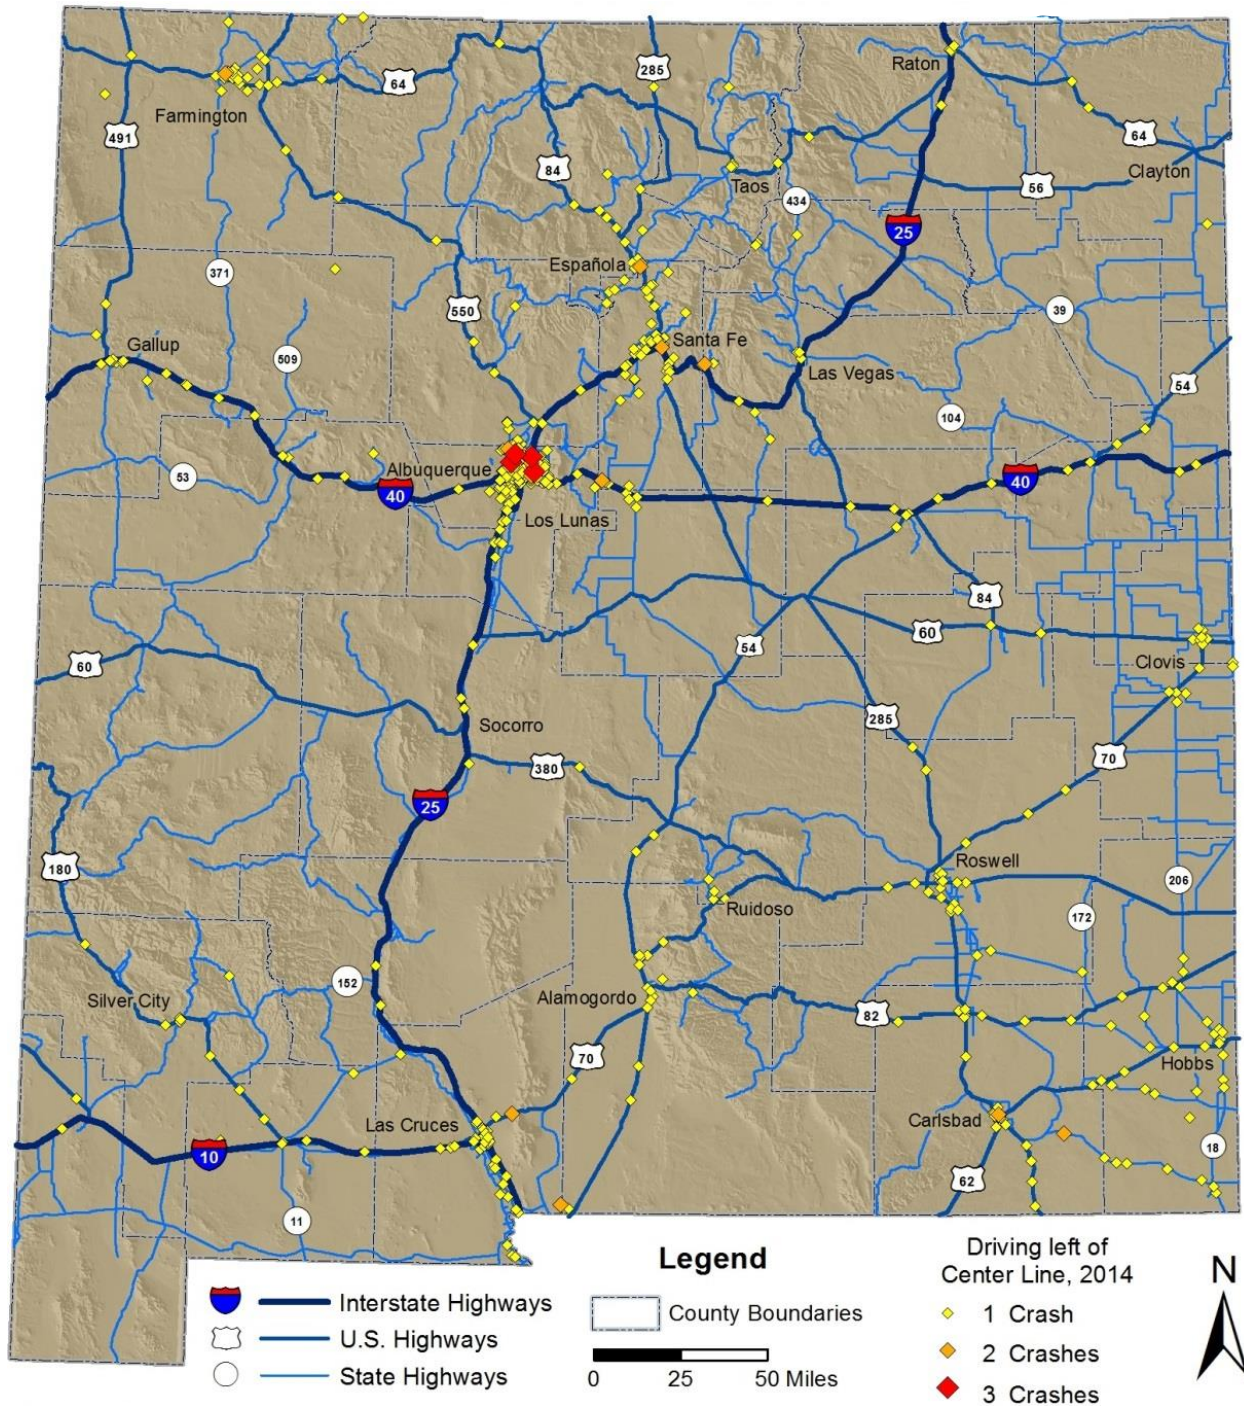 Raton
285
64
Farmington
491
64
Clayton
84
Taos
56
434
25
Española
371
550
39
Santa Fe
Gallup
509
Las Vegas
54
104
Albuquerque
53
40
40
Los Lunas
84
60
54
60
Clovis
Socorro
285
380
70
25
Roswell
180
206
Ruidoso
172
152
Silver City
Alamogordo
82
70
Hobbs
Las Cruces
Carlsbad
10
18
62
11
Legend
Interstate Highways
U.S. Highways
State Highways
County Boundaries
0 25 50 Miles
Driving left of
Center Line, 2014
1 Crash
2 Crashes
3 Crashes
N